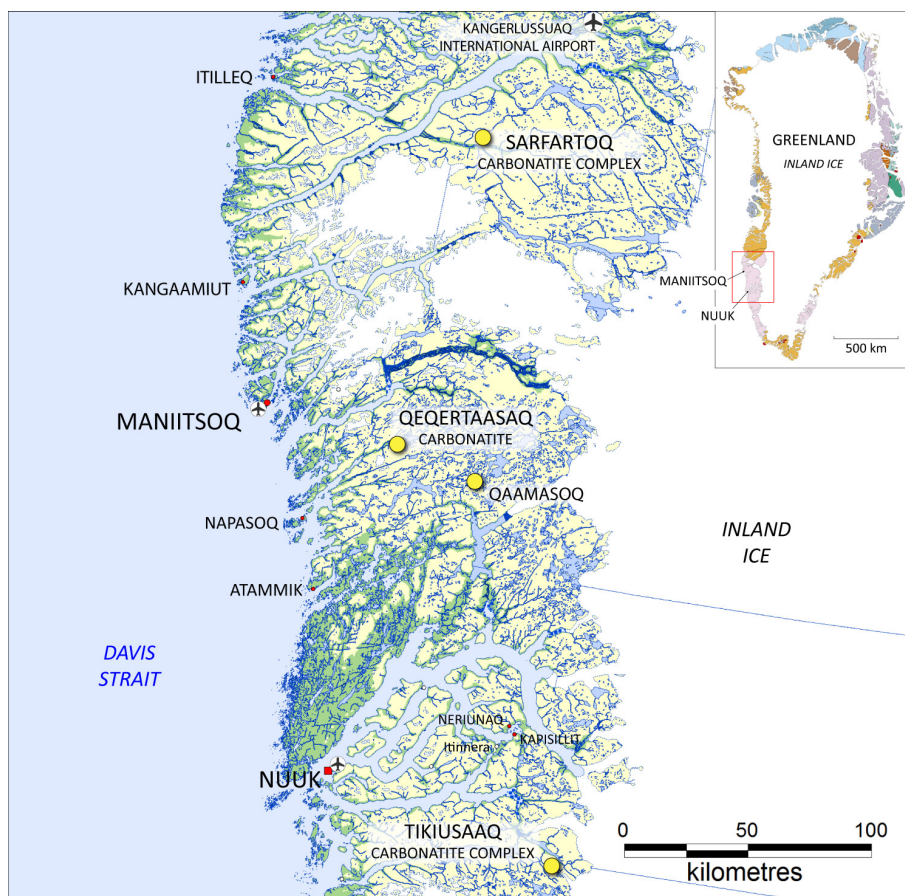 KANGERLUSSUAQ
INTERNATIONAL AIRPORT
ITILLEQ
SARFARTOQ
CARBONATITE COMPLEX
GREENLAND
INLAND ICE
MANIITSOQ
NUUK
500 km
KANGAAMIUT
MANIITSOQ
QEQERTAASAQ
CARBONATITE
QAAMASOQ
NAPASOQ
INLAND
ICE
ATAMMIK
DAVIS
STRAIT
NERIUNAQ
KAPISILLIT
Itinnera
NUUK
TIKIUSAAQ
CARBONATITE COMPLEX
0 50 100
kilometres